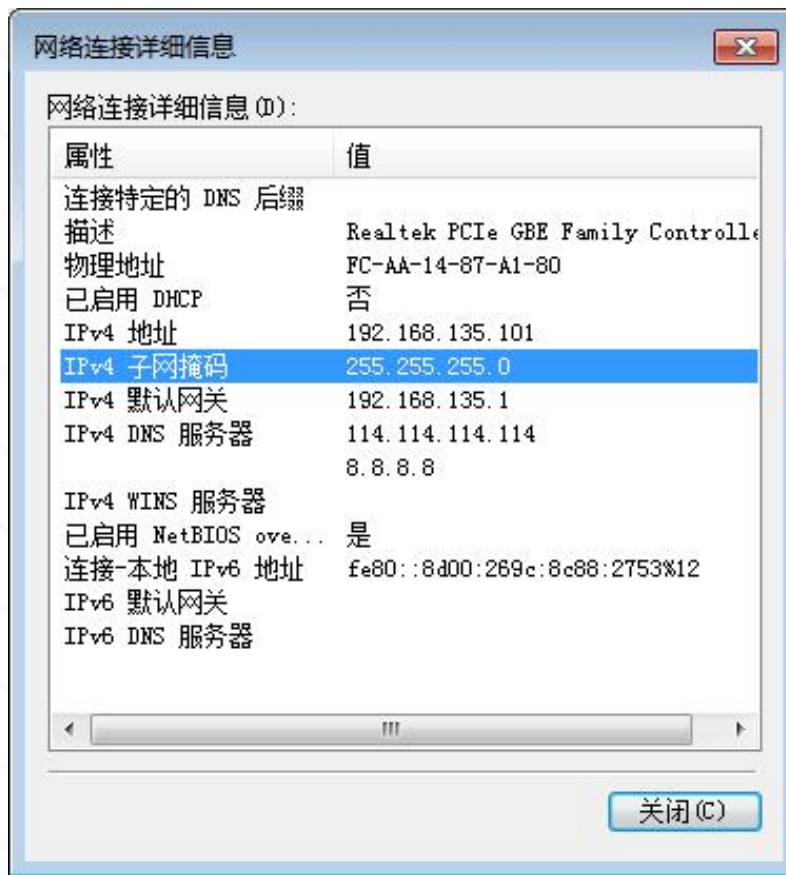 网络连接详细信息
网络连接详细信息(D):
属性 值
连接特定的 DNS 后缀
描述 Realtek PCIe GBE Family Controlle
物理地址 FC-AA-14-87-A1-80
已启用 DHCP 否
IPv4 地址 192.168.135.101
IPv4 子网掩码 255.255.255.0
IPv4 默认网关 192.168.135.1
IPv4 DNS 服务器 114.114.114.114
8.8.8.8
IPv4 WINS 服务器
已启用 NetBIOS ove... 是
连接-本地 IPv6 地址 fe80::8d00:269c:8c88:2753%12
IPv6 默认网关
IPv6 DNS 服务器
关闭(C)